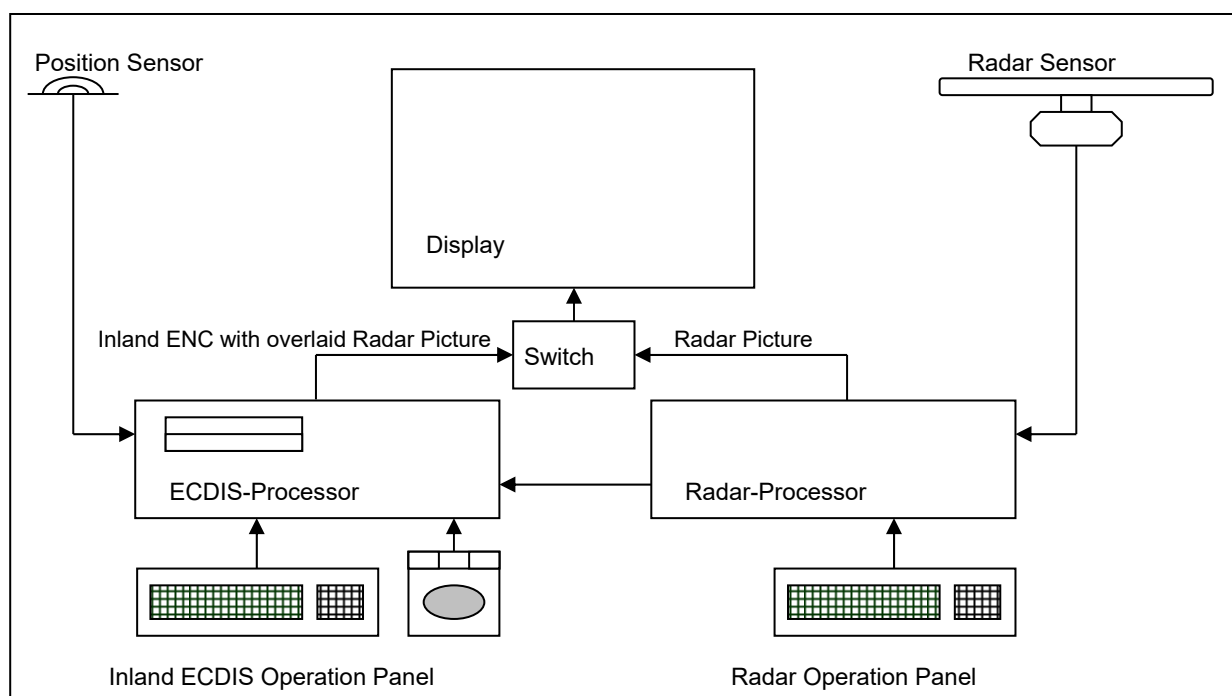 Position Sensor
Radar Sensor
Display
Inland ENC with overlaid Radar Picture
Switch
Radar Picture
ECDIS-Processor
Radar-Processor
Inland ECDIS Operation Panel
Radar Operation Panel